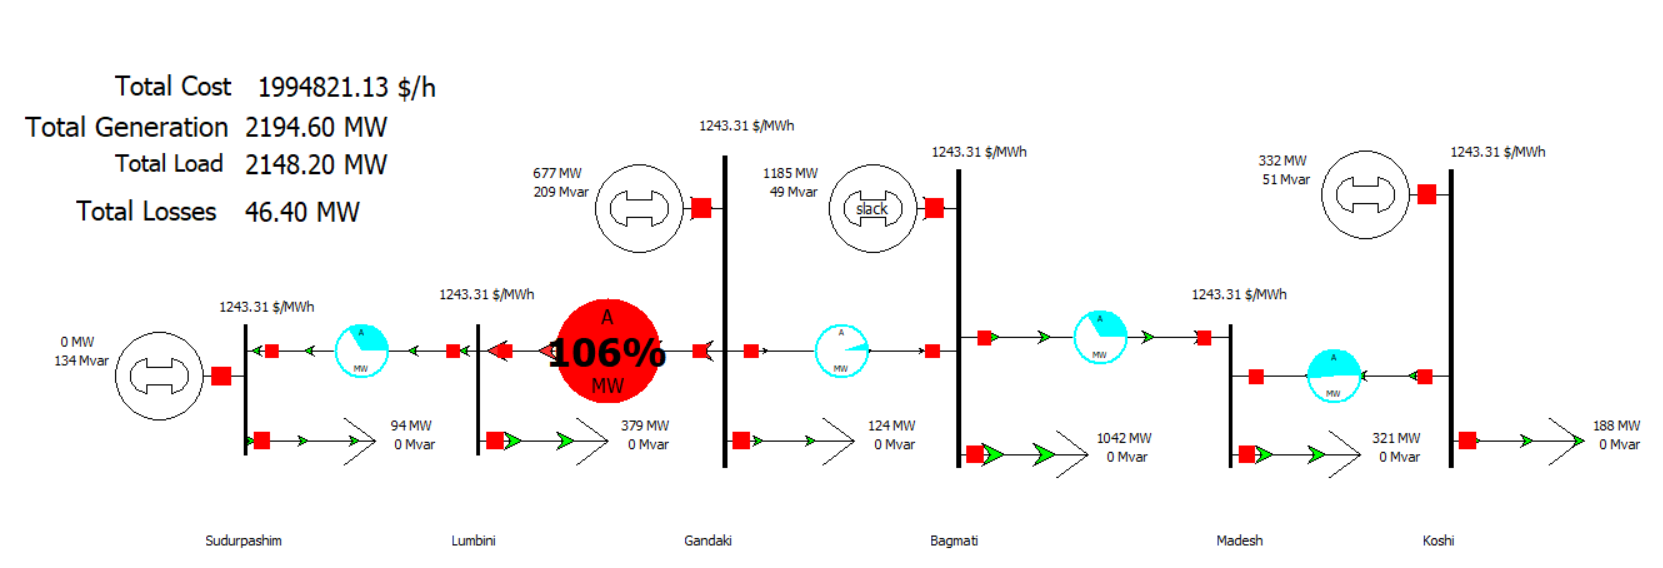 Total Cost 1994821.13 $/h
Total Generation 2194.60 MW
Total Load 2148.20 MW
Total Losses 46.40 MW
1243.31 $/MWh
1243.31 $/MWh
1243.31 $/MWh
677 MW
209 Mvar
1185 MW
49 Mvar
slack
332 MW
51 Mvar
1243.31 $/MWh
1243.31 $/MWh
1243.31 $/MWh
0 MW
134 Mvar
A
MW
A
106%
MW
A
MW
A
MW
A
MW
94 MW
0 Mvar
379 MW
0 Mvar
124 MW
0 Mvar
1042 MW
0 Mvar
321 MW
0 Mvar
188 MW
0 Mvar
Sudurpashim Lumbini Gandaki Bagmati Madesh Koshi